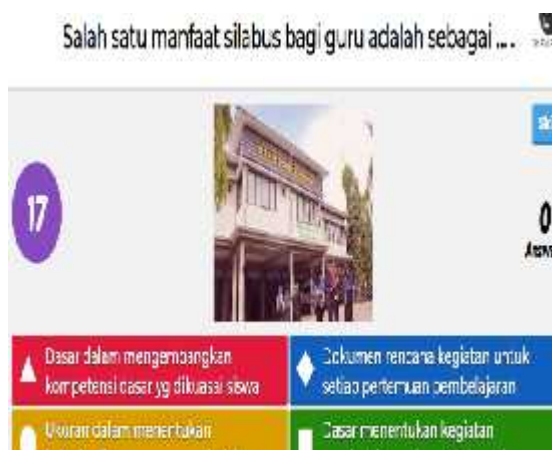 Salah satu manfaat silabus bagi guru adalah sebagai ....
17
0
Dasar dalam mengembangkan
kompetensi dasar yg dikuasai siswa
Dokumen rencana kegiatan untuk
setiap pertemuan pembelajaran
Ukuran dalam menentukan
Dasar menentukan kegiatan